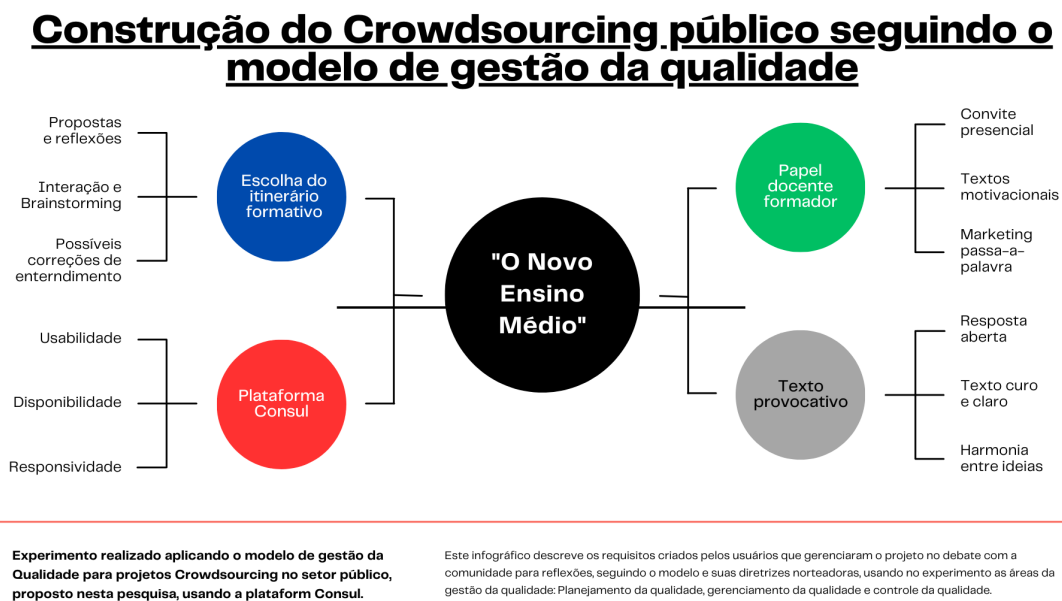 Construção do Crowdsourcing público seguindo o
modelo de gestão da qualidade
Propostas
e reflexões
Interação e
Brainstorming
Possíveis
correções de
enterndimento
Escolha do
itinerário
formativo
Usabilidade
Disponibilidade
Responsividade
Plataforma
Consul
"O Novo
Ensino
Médio"
Papel
docente
formador
Convite
presencial
Textos
motivacionais
Marketing
passa-a-
palavra
Texto
provocativo
Resposta
aberta
Texto curo
e claro
Harmonia
entre ideias
Experimento realizado aplicando o modelo de gestão da
Qualidade para projetos Crowdsourcing no setor público,
proposto nesta pesquisa, usando a plataform Consul.
Este infográfico descreve os requisitos criados pelos usuários que gerenciaram o projeto no debate com a
comunidade para reflexões, seguindo o modelo e suas diretrizes norteadoras, usando no experimento as áreas da
gestão da qualidade: Planejamento da qualidade, gerenciamento da qualidade e controle da qualidade.